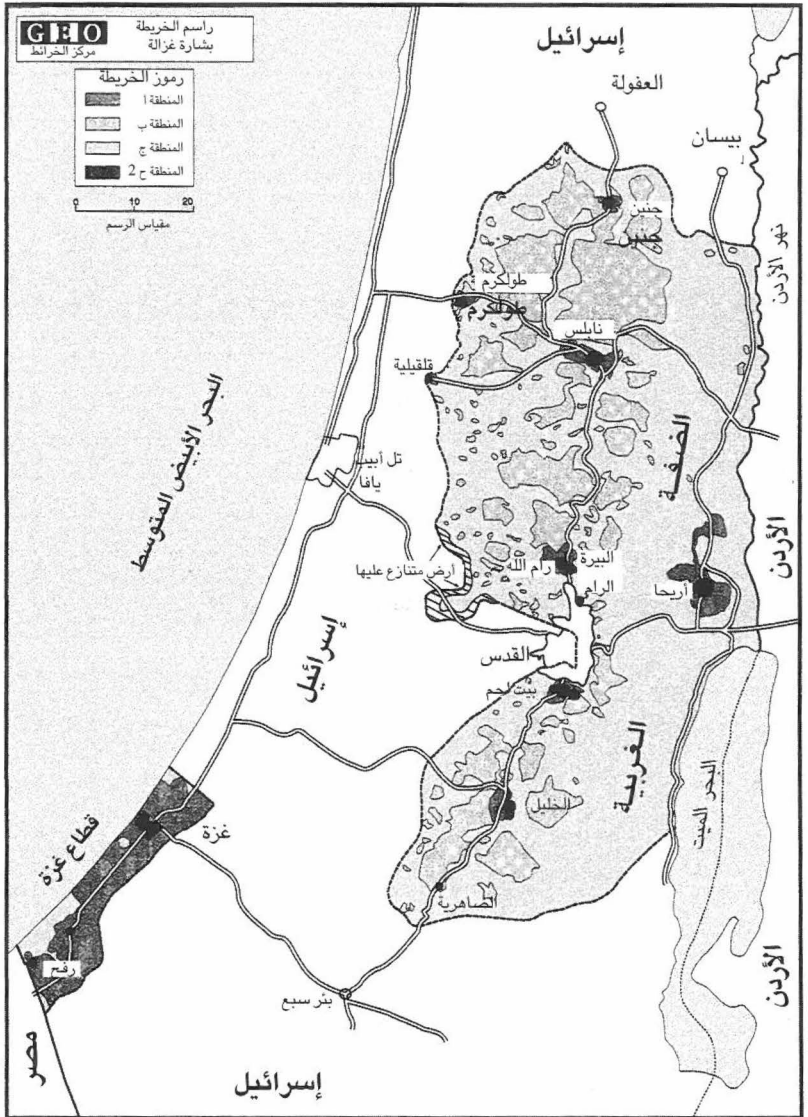 GEO
مركز الخرائط
راسم الخريطة
بشارة غزالة
رموز الخريطة
المنطقة ا
المنطقة ب
المنطقة ج
المنطقة ح 2
0 10 20
مقياس الرسم
إسرائيل
العفولة
بيسان
جنين
جنين
نهر الأردن
طولكرم
طولكرم
نابلس
قلقيلية
البحر الأبيض المتوسط
الضفة
تل أبيب
يافا
الأردن
البيرة
رام الله
الرام
أريحا
أرض متنازع عليها
القدس
إسرائيل
بيت لحم
الغربية
البحر الميت
الخليل
غزة
قطاع غزة
الضاهرية
رفح
بئر سبع
الأردن
مصر
إسرائيل